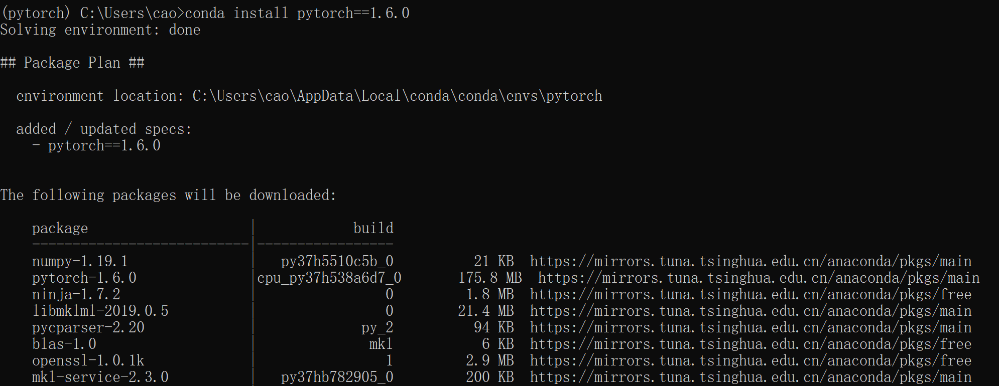 (pytorch) C:\Users\cao>conda install pytorch==1.6.0
Solving environment: done
## Package Plan ##
environment location: C:\Users\cao\AppData\Local\conda\conda\envs\pytorch
added / updated specs:
- pytorch==1.6.0
The following packages will be downloaded:
package | build
---------------------------|-----------------
numpy-1.19.1 | py37h5510c5b_0 21 KB https://mirrors.tuna.tsinghua.edu.cn/anaconda/pkgs/main
pytorch-1.6.0 |cpu_py37h538a6d7_0 175.8 MB https://mirrors.tuna.tsinghua.edu.cn/anaconda/pkgs/main
ninja-1.7.2 | 0 1.8 MB https://mirrors.tuna.tsinghua.edu.cn/anaconda/pkgs/free
libmklml-2019.0.5 | 0 21.4 MB https://mirrors.tuna.tsinghua.edu.cn/anaconda/pkgs/main
pycparser-2.20 | py_2 94 KB https://mirrors.tuna.tsinghua.edu.cn/anaconda/pkgs/main
blas-1.0 | mkl 6 KB https://mirrors.tuna.tsinghua.edu.cn/anaconda/pkgs/free
openssl-1.0.1k | 1 2.9 MB https://mirrors.tuna.tsinghua.edu.cn/anaconda/pkgs/free
mkl-service-2.3.0 | py37hb782905_0 200 KB https://mirrors.tuna.tsinghua.edu.cn/anaconda/pkgs/main